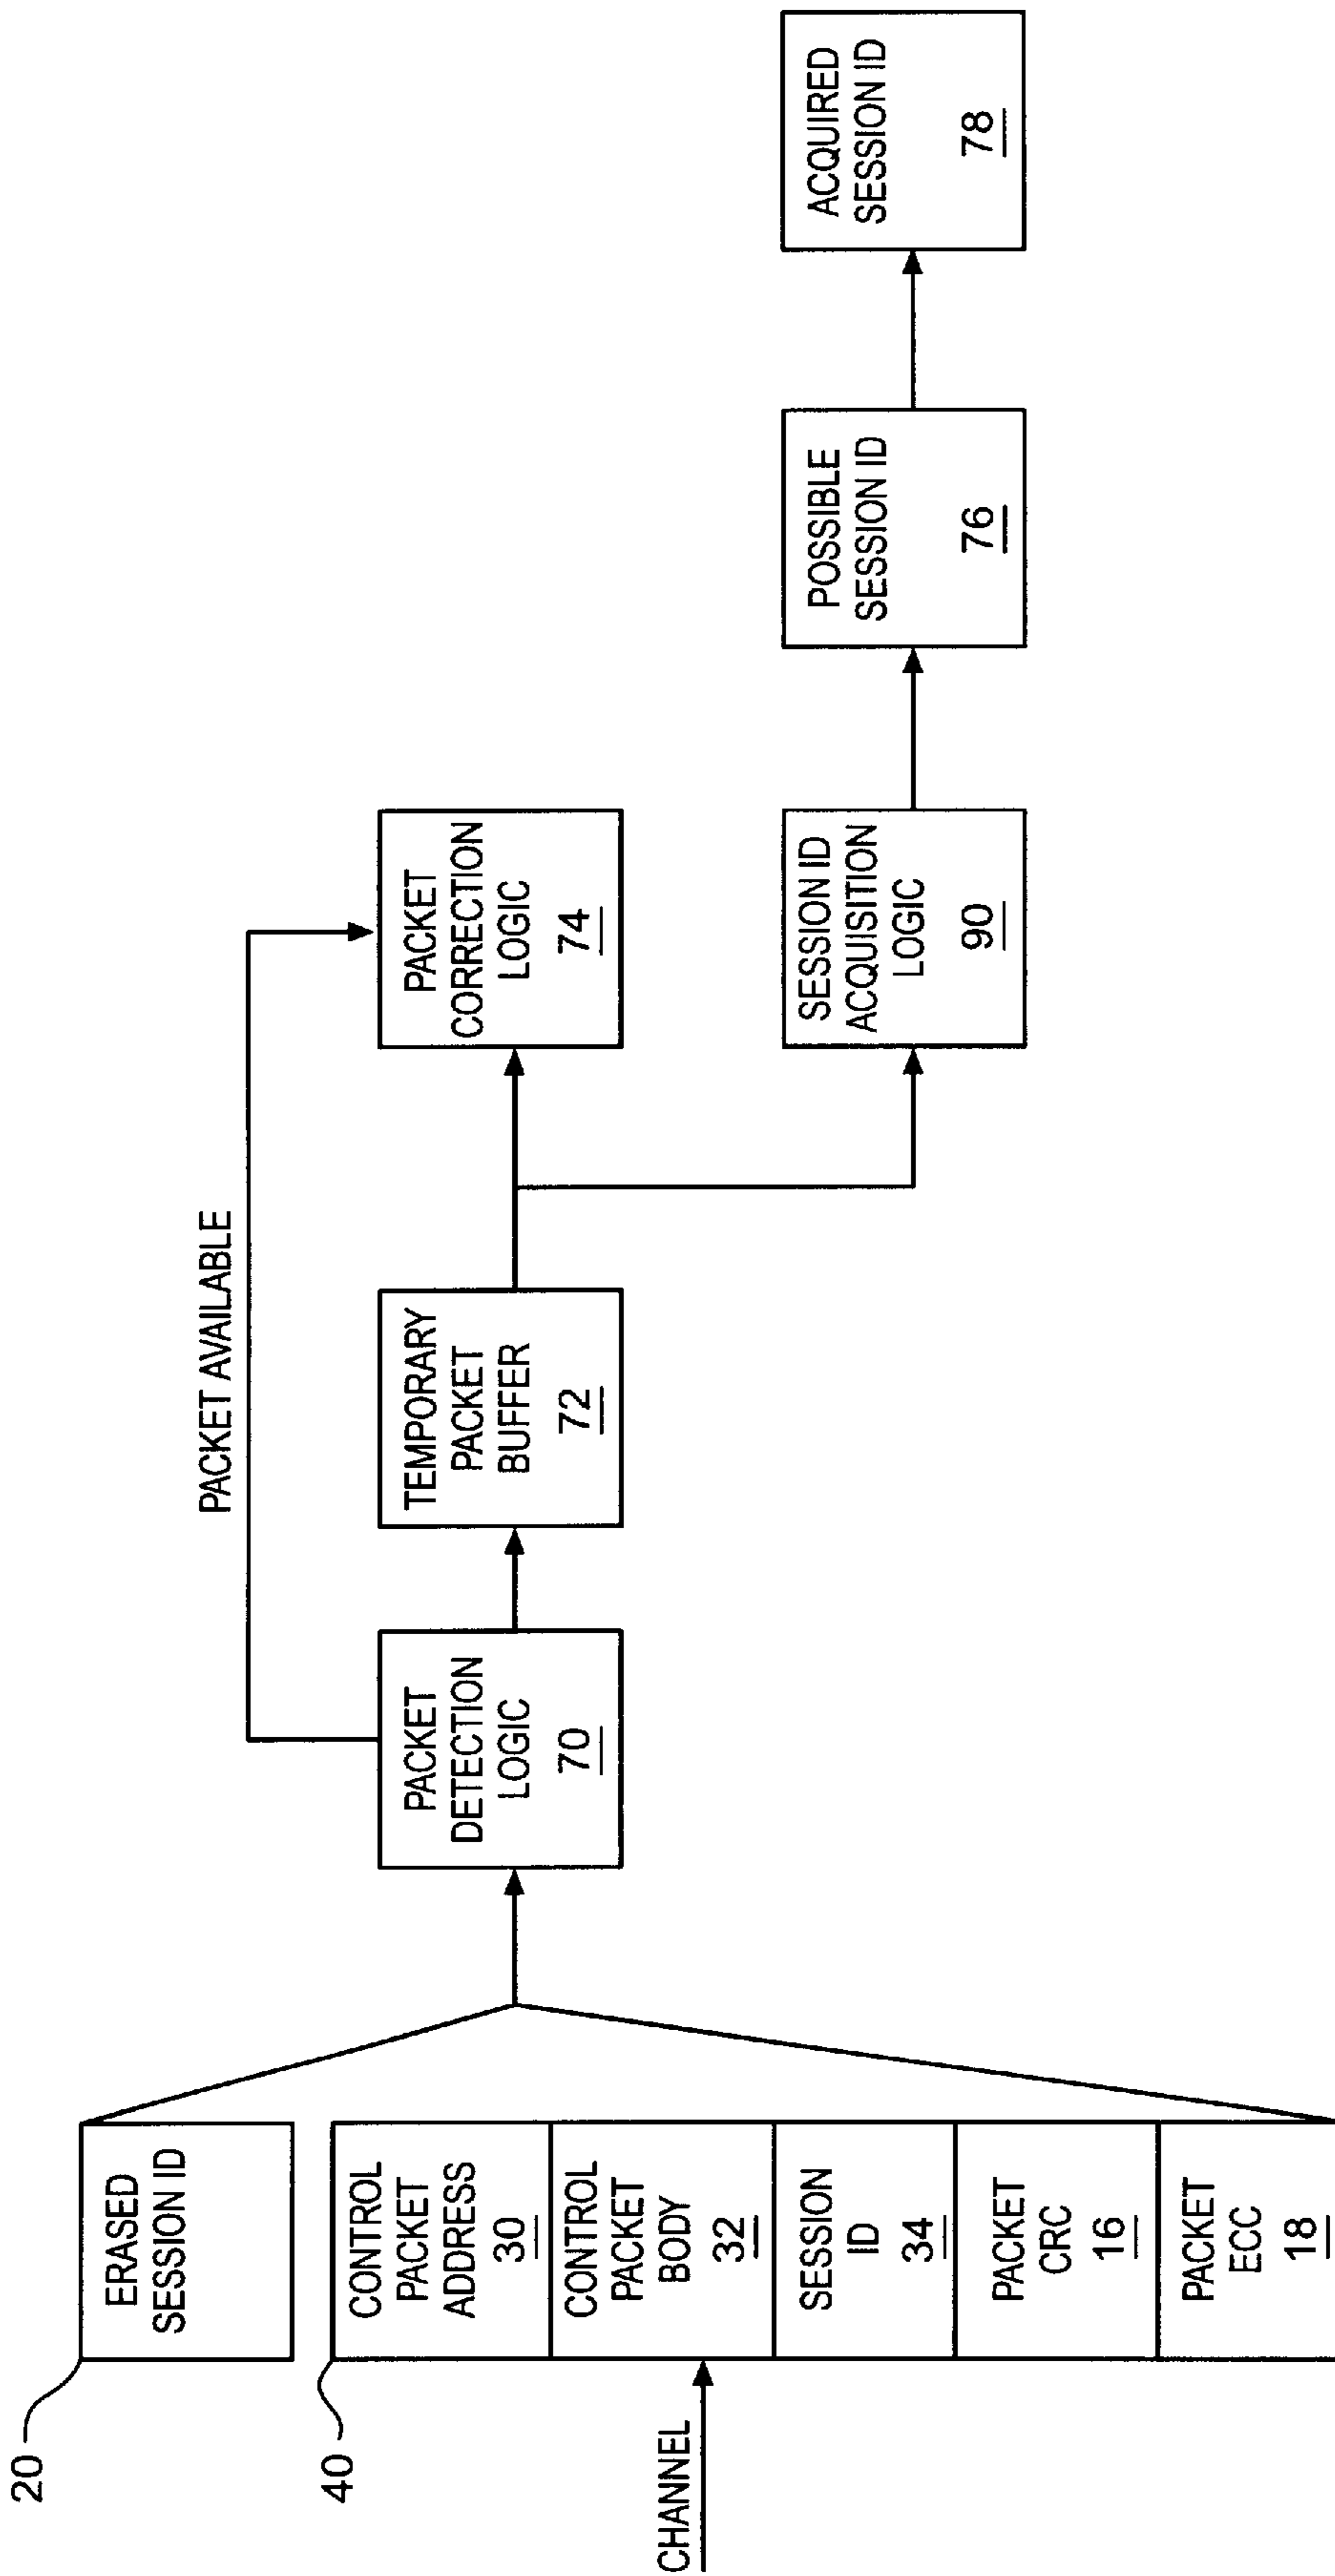 20
ERASED
SESSION ID
40
CONTROL
PACKET
ADDRESS
30
CONTROL
PACKET
BODY
32
SESSION
ID
34
PACKET
CRC
16
PACKET
ECC
18
CHANNEL
PACKET AVAILABLE
PACKET
DETECTION
LOGIC
70
TEMPORARY
PACKET
BUFFER
72
PACKET
CORRECTION
LOGIC
74
SESSION ID
ACQUISITION
LOGIC
90
POSSIBLE
SESSION ID
76
ACQUIRED
SESSION ID
78